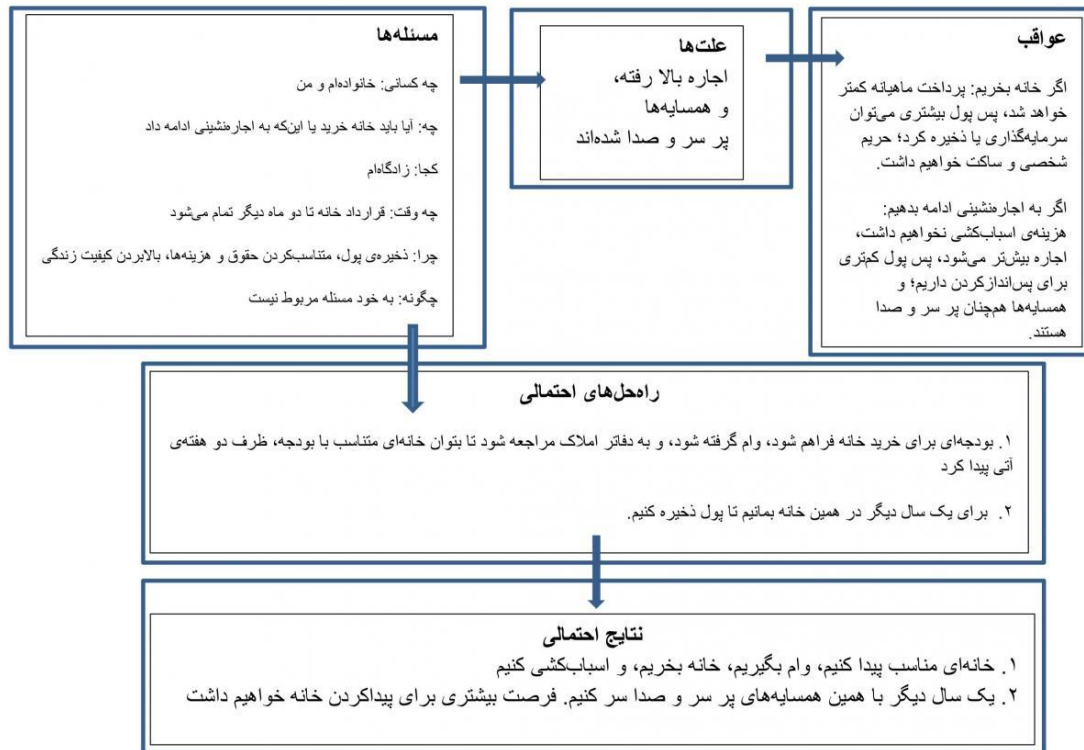 مسئله‌ها
چه کسانی: خانواده‌ام و من
چه: آیا باید خانه خرید یا این‌که به اجاره‌نشینی ادامه داد
کجا: زادگاه‌ام
چه وقت: قرارداد خانه تا دو ماه دیگر تمام می‌شود
چرا: ذخیره‌ی پول، متناسب‌کردن حقوق و هزینه‌ها، بالابردن کیفیت زندگی
چگونه: به خود مسئله مربوط نیست
علت‌ها
اجاره بالا رفته،
و همسایه‌ها
پر سر و صدا شده‌اند
عواقب
اگر خانه بخریم: پرداخت ماهیانه کمتر
خواهد شد، پس پول بیشتری می‌توان
سرمایه‌گذاری یا ذخیره کرد؛ حریم
شخصی و ساکت خواهیم داشت.
اگر به اجاره‌نشینی ادامه بدهیم:
هزینه‌ی اسباب‌کشی نخواهیم داشت،
اجاره بیش‌تر می‌شود، پس پول کم‌تری
برای پس‌اندازکردن داریم؛ و
همسایه‌ها هم‌چنان پر سر و صدا
هستند.
راه‌حل‌های احتمالی
۱. بودجه‌ای برای خرید خانه فراهم شود، وام گرفته شود، و به دفاتر املاک مراجعه شود تا بتوان خانه‌ای متناسب با بودجه، ظرف دو هفته‌ی
آتی پیدا کرد
۲. برای یک سال دیگر در همین خانه بمانیم تا پول ذخیره کنیم.
نتایج احتمالی
۱. خانه‌ای مناسب پیدا کنیم، وام بگیریم، خانه بخریم، و اسباب‌کشی کنیم
۲. یک سال دیگر با همین همسایه‌های پر سر و صدا سر کنیم. فرصت بیشتری برای پیداکردن خانه خواهیم داشت